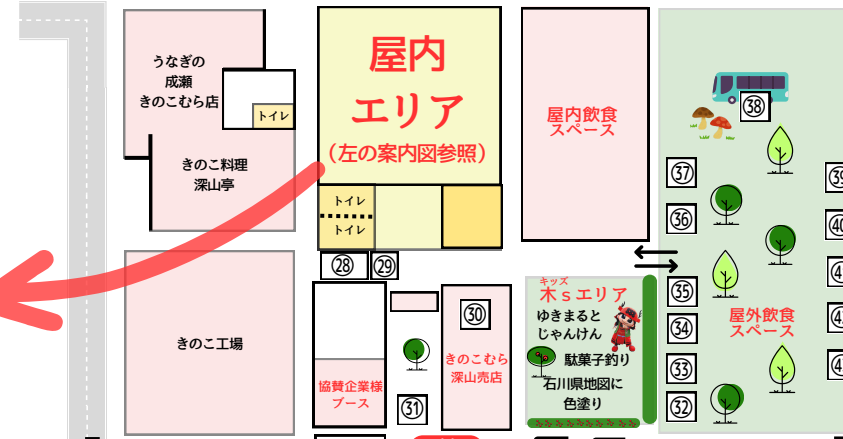 うなぎの
成瀬
きのこむら店
トイレ
きのこ料理
深山亭
きのこ工場
屋内
エリア
(左の案内図参照)
トイレ
トイレ
㉘
㉙
協賛企業様
ブース
㉛
㉚
きのこむら
深山売店
屋内飲食
スペース
キッズ
木sエリア
ゆきまると
じゃんけん
駄菓子釣り
石川県地図に
色塗り
㊳
㊲
㊱
㉟
㉞
㉝
㉜
屋外飲食
スペース